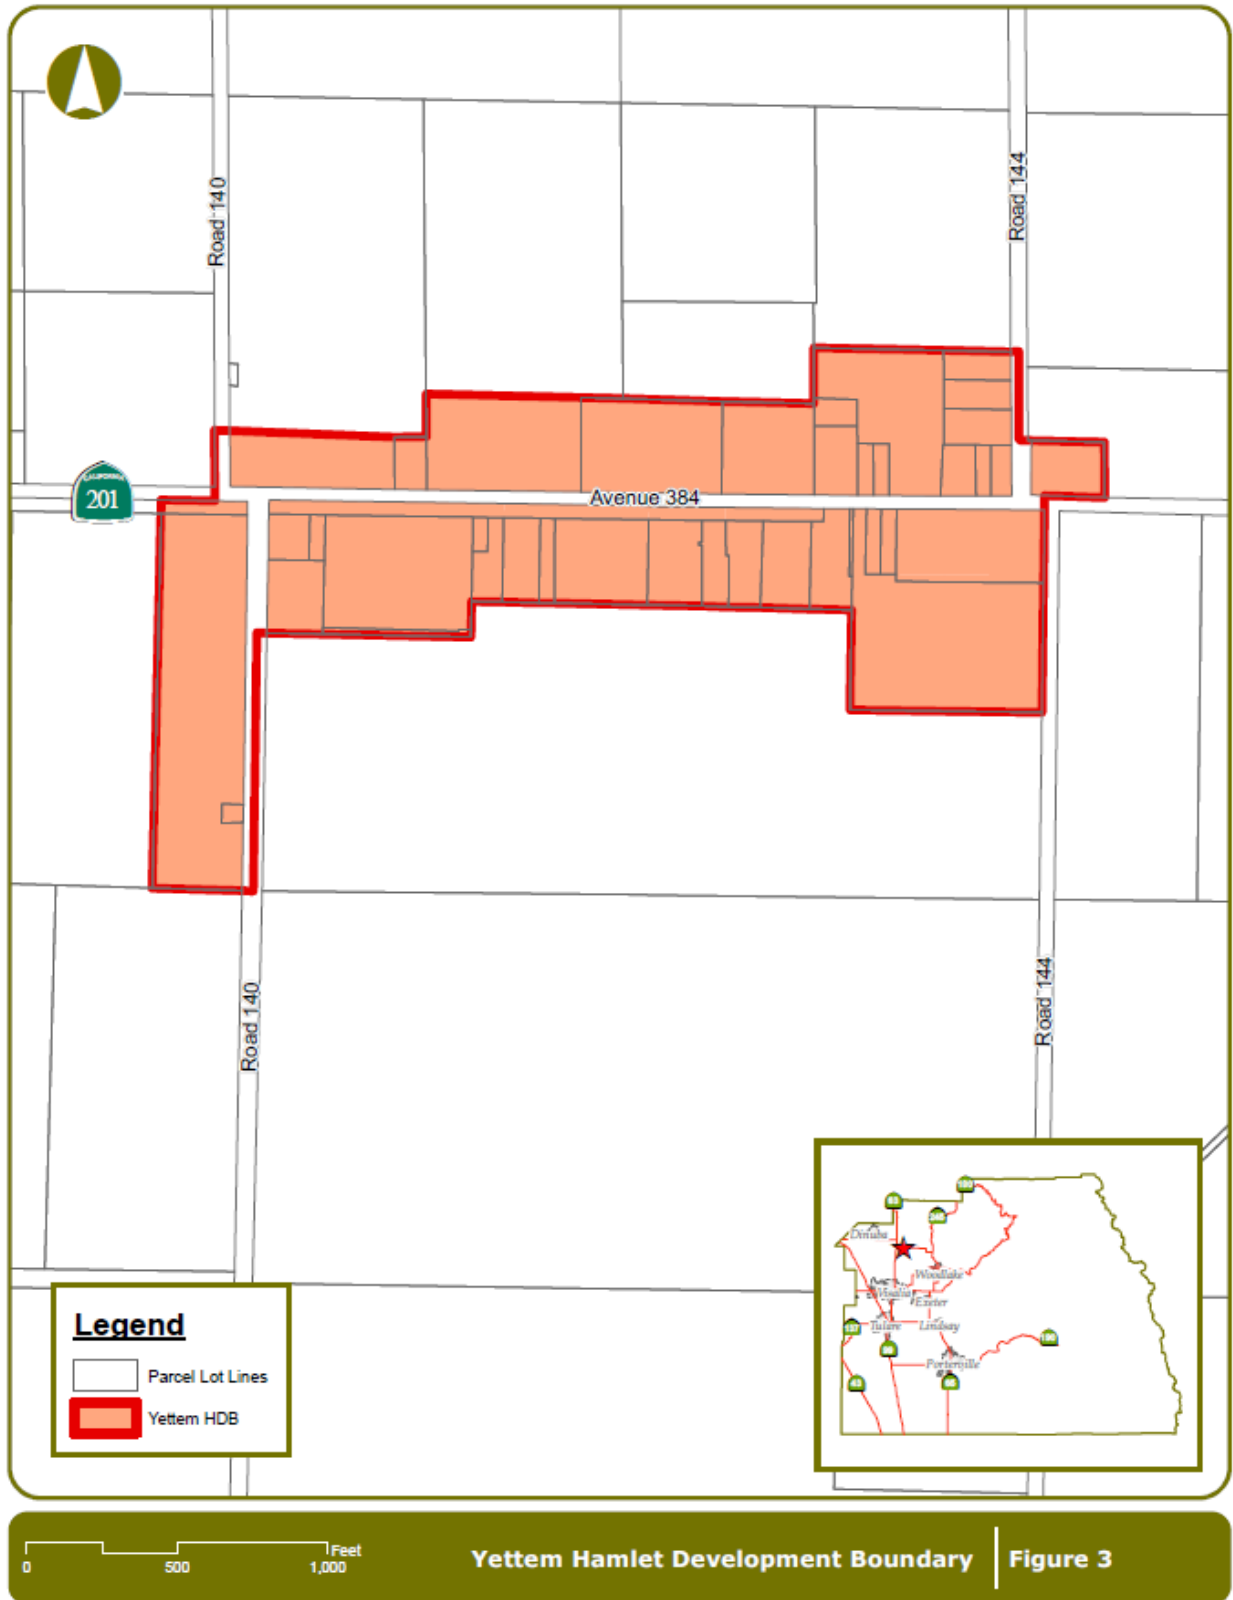 Road 140
Road 144
CALIFORNIA
201
Avenue 384
Road 140
Road 144
Dinuba
Woodlake
Visalia
Exeter
Tulare
Lindsay
Porterville
Legend
Parcel Lot Lines
Yettem HDB
0
500
1,000
Feet
Yettem Hamlet Development Boundary
Figure 3